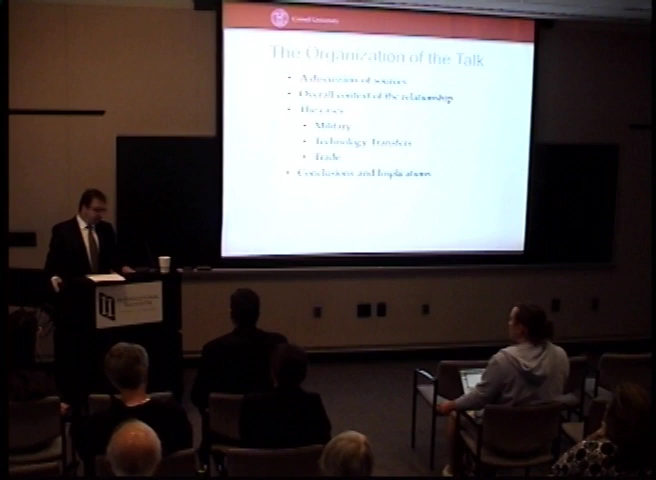 Cornell University
The Organization of the Talk
• A discussion of sources
• Overall context of the relationship
• The cases
• Military
• Technology Transfers
• Trade
• Conclusions and Implications